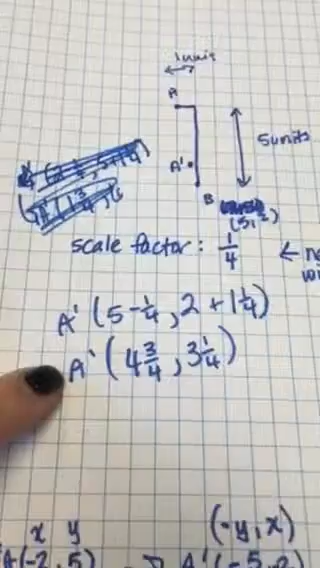 1 unit
A
5 units
A'
B
(5, 2)
scale factor: 1/4 ←
A' (5 - 1/4, 2 + 1 1/4)
A' (4 3/4, 3 1/4)
x y (-y, x)
A(-2, 5) A'(-5, 2)